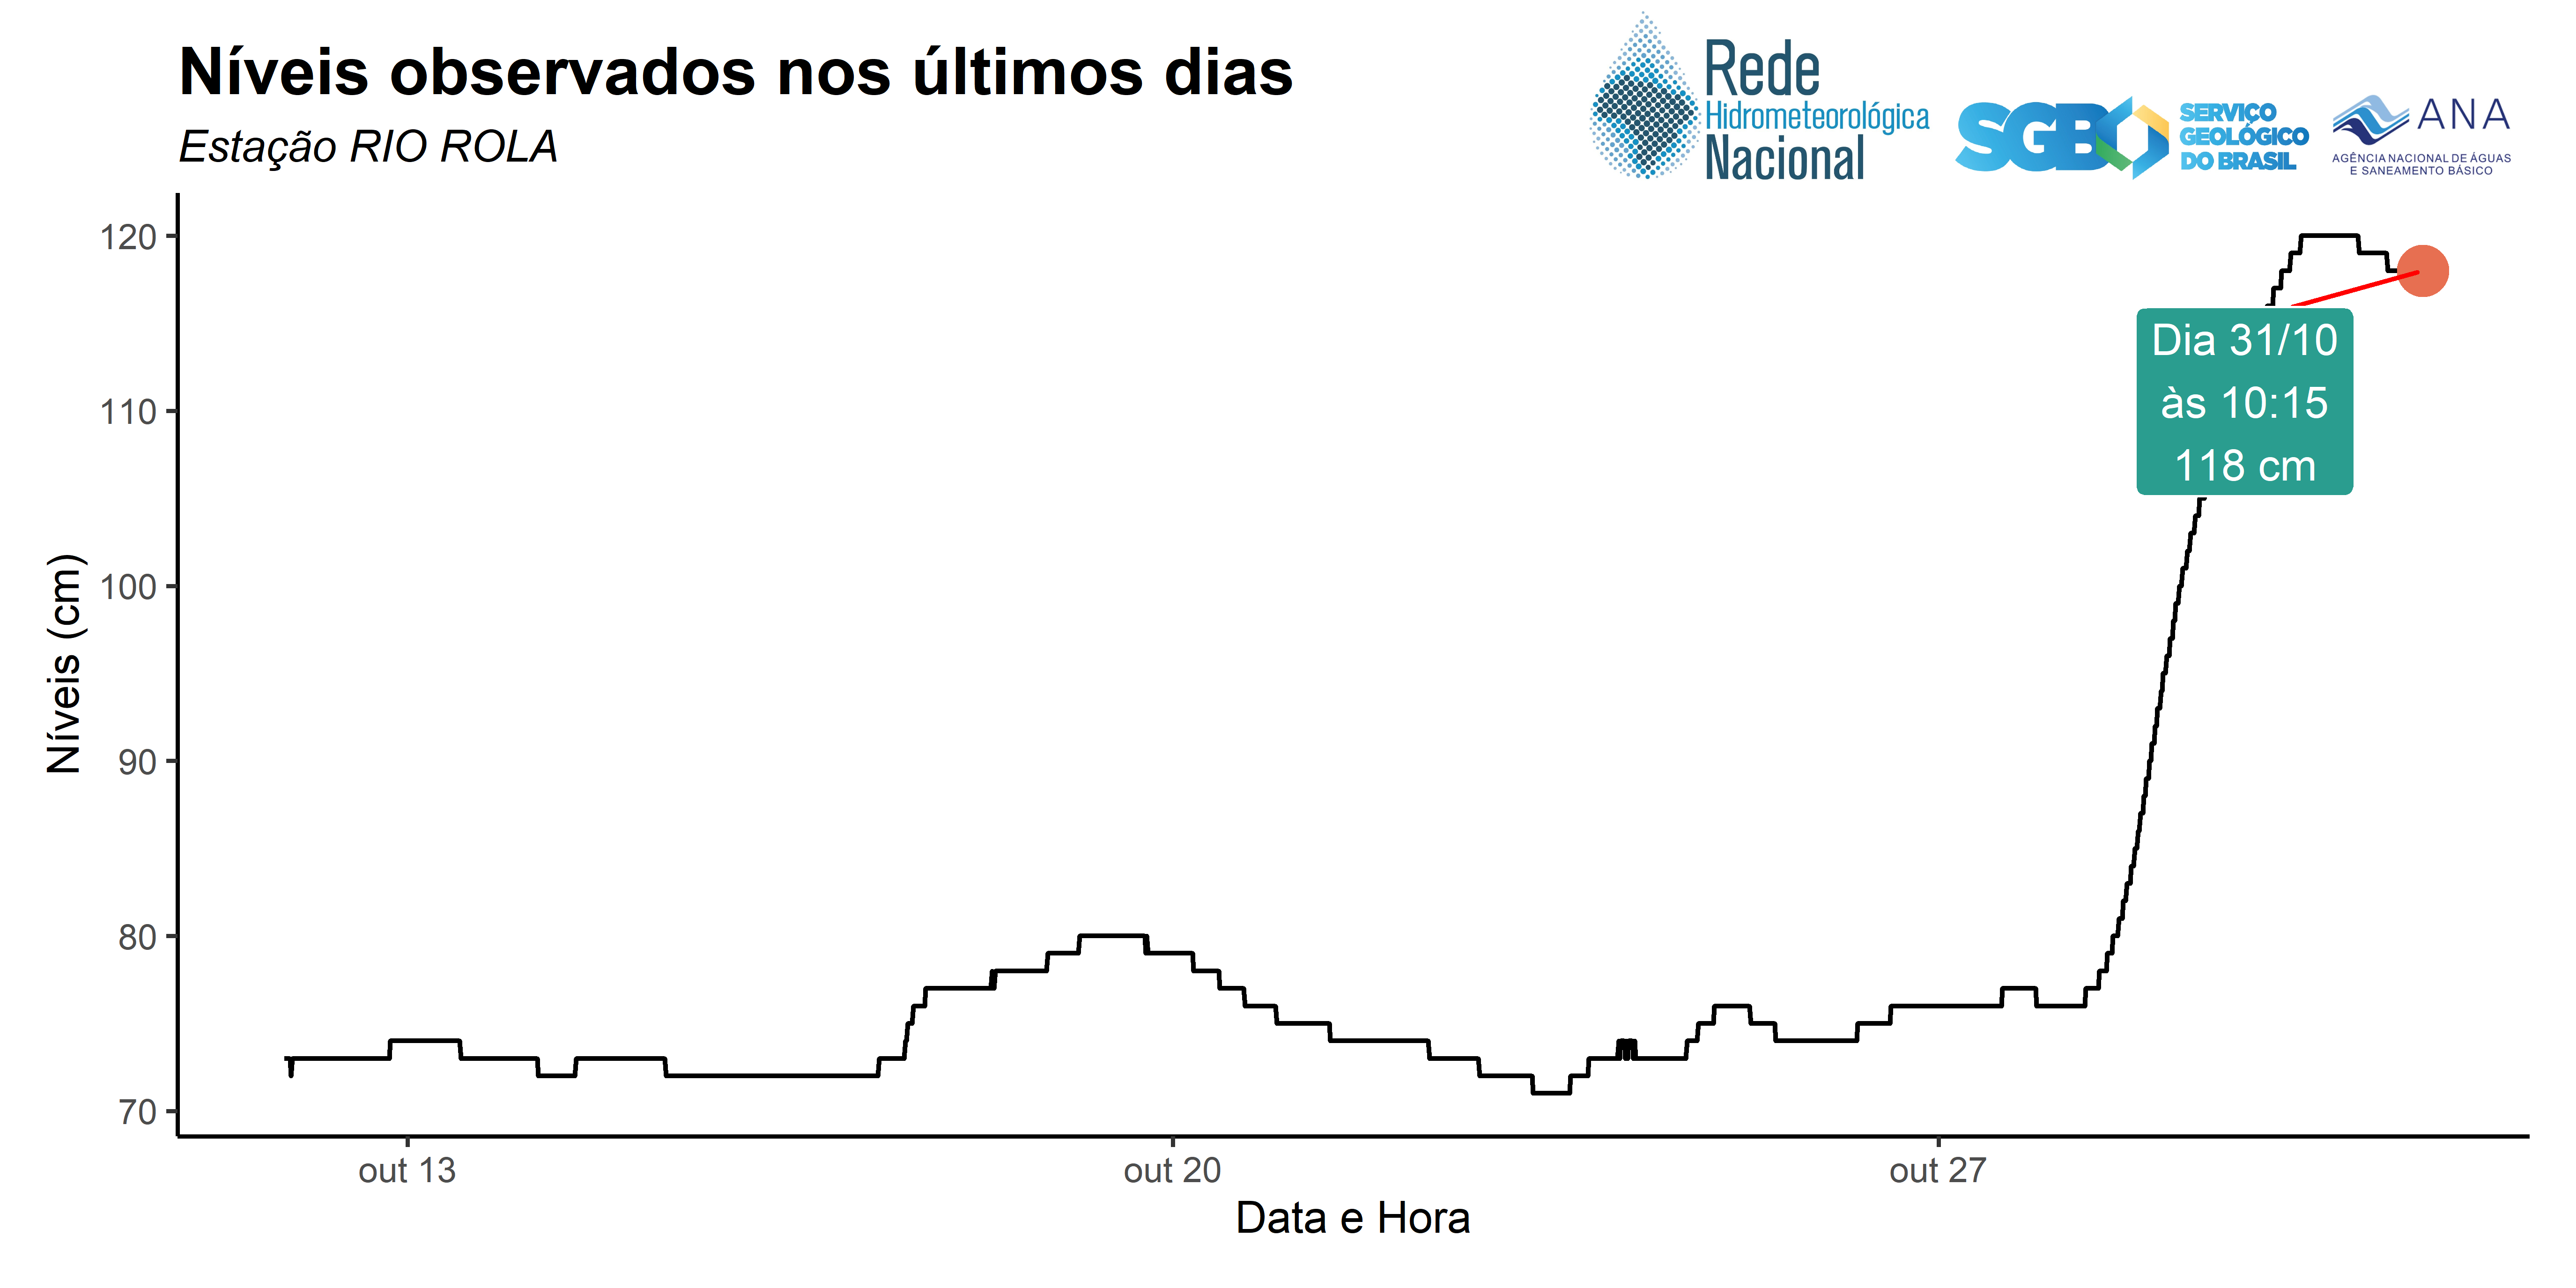 Níveis observados nos últimos dias
Estação RIO ROLA
Rede
Hidrometeorológica
Nacional
SGB
SERVIÇO
GEOLÓGICO
DO BRASIL
ANA
AGÊNCIA NACIONAL DE ÁGUAS
E SANEAMENTO BÁSICO
Níveis (cm)
120
110
100
90
80
70
Dia 31/10
às 10:15
118 cm
out 13
out 20
out 27
Data e Hora